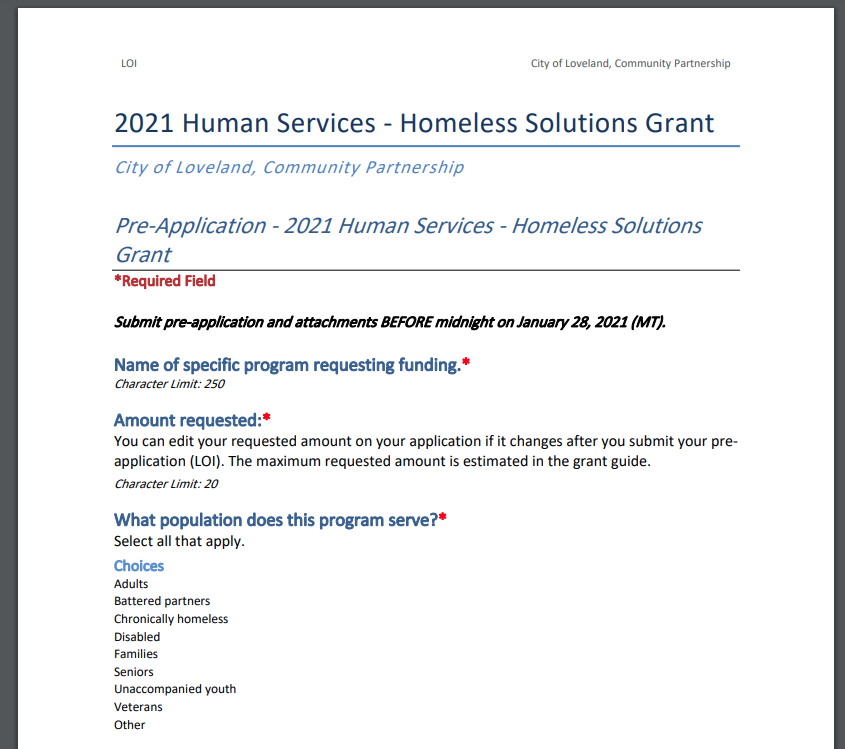 LOI
City of Loveland, Community Partnership
2021 Human Services - Homeless Solutions Grant
City of Loveland, Community Partnership
Pre-Application - 2021 Human Services - Homeless Solutions
Grant
*Required Field
Submit pre-application and attachments BEFORE midnight on January 28, 2021 (MT).
Name of specific program requesting funding.*
Character Limit: 250
Amount requested:*
You can edit your requested amount on your application if it changes after you submit your pre-
application (LOI). The maximum requested amount is estimated in the grant guide.
Character Limit: 20
What population does this program serve?*
Select all that apply.
Choices
Adults
Battered partners
Chronically homeless
Disabled
Families
Seniors
Unaccompanied youth
Veterans
Other